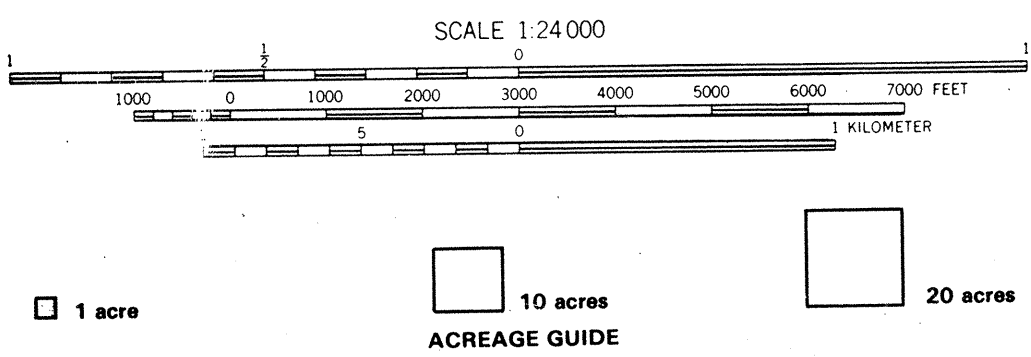 SCALE 1:24 000
1 1/2 0 1
1000 0 1000 2000 3000 4000 5000 6000 7000 FEET
5 0 1 KILOMETER
1 acre 10 acres 20 acres
ACREAGE GUIDE